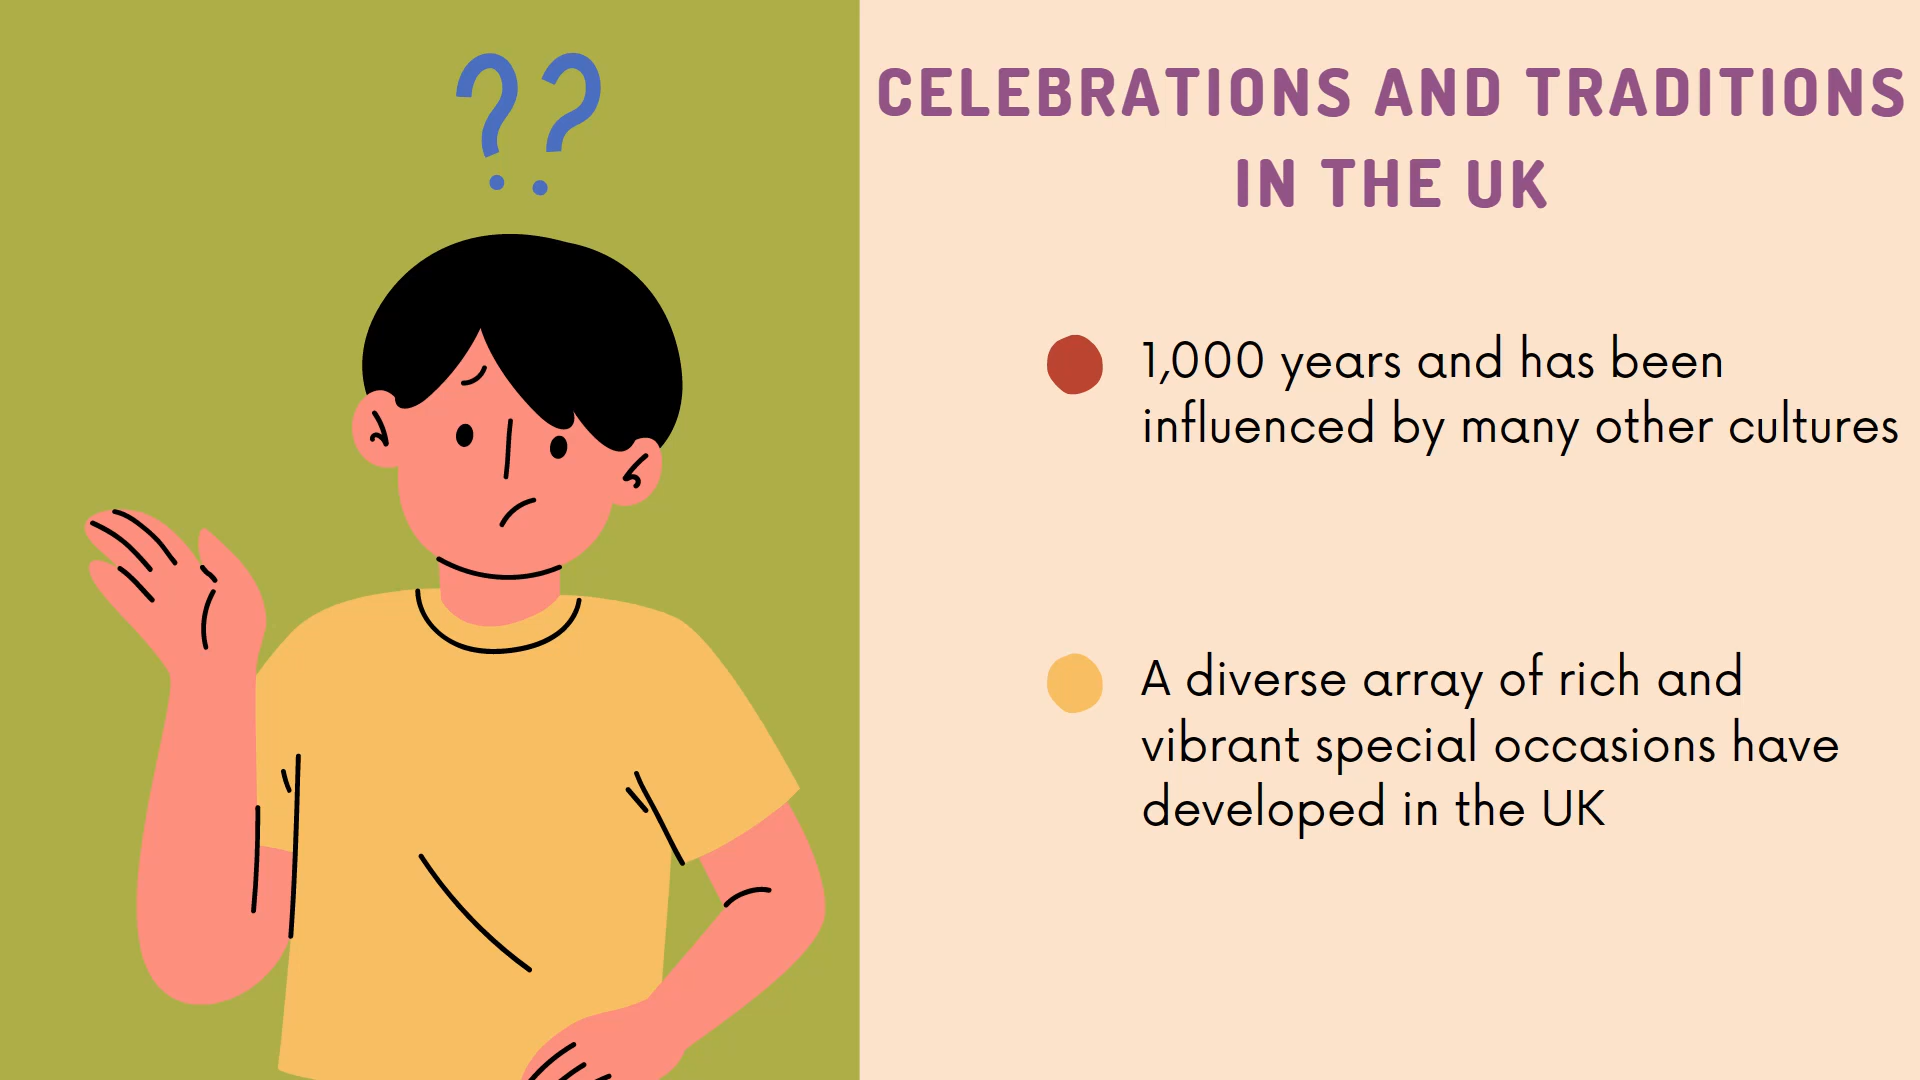 ??
CELEBRATIONS AND TRADITIONS
IN THE UK
1,000 years and has been
influenced by many other cultures
A diverse array of rich and
vibrant special occasions have
developed in the UK